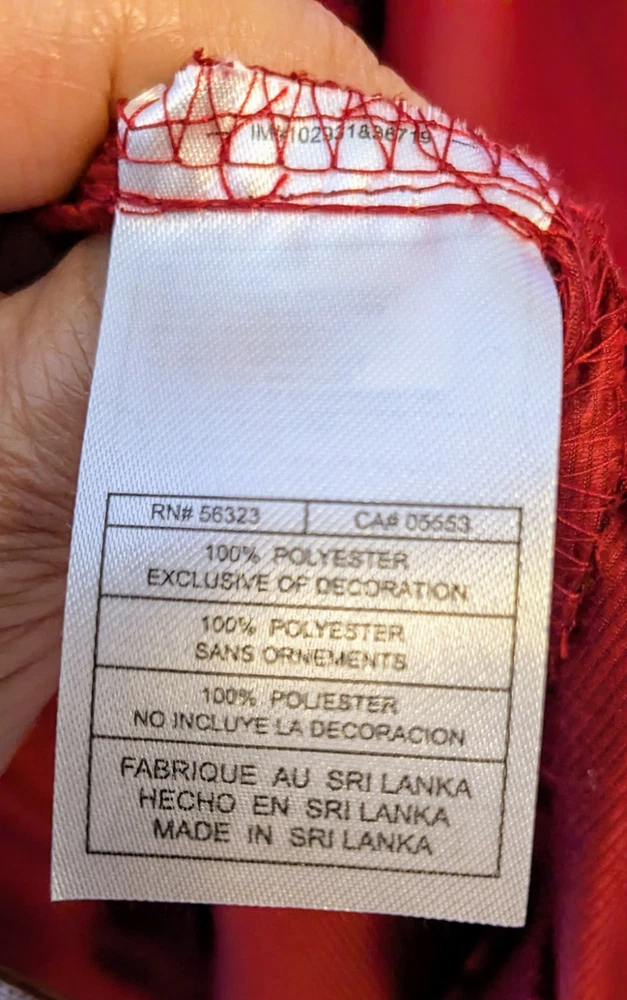 RN# 56323 CA# 05553
100% POLYESTER
EXCLUSIVE OF DECORATION
100% POLYESTER
SANS ORNEMENTS
100% POLIESTER
NO INCLUYE LA DECORACION
FABRIQUE AU SRI LANKA
HECHO EN SRI LANKA
MADE IN SRI LANKA